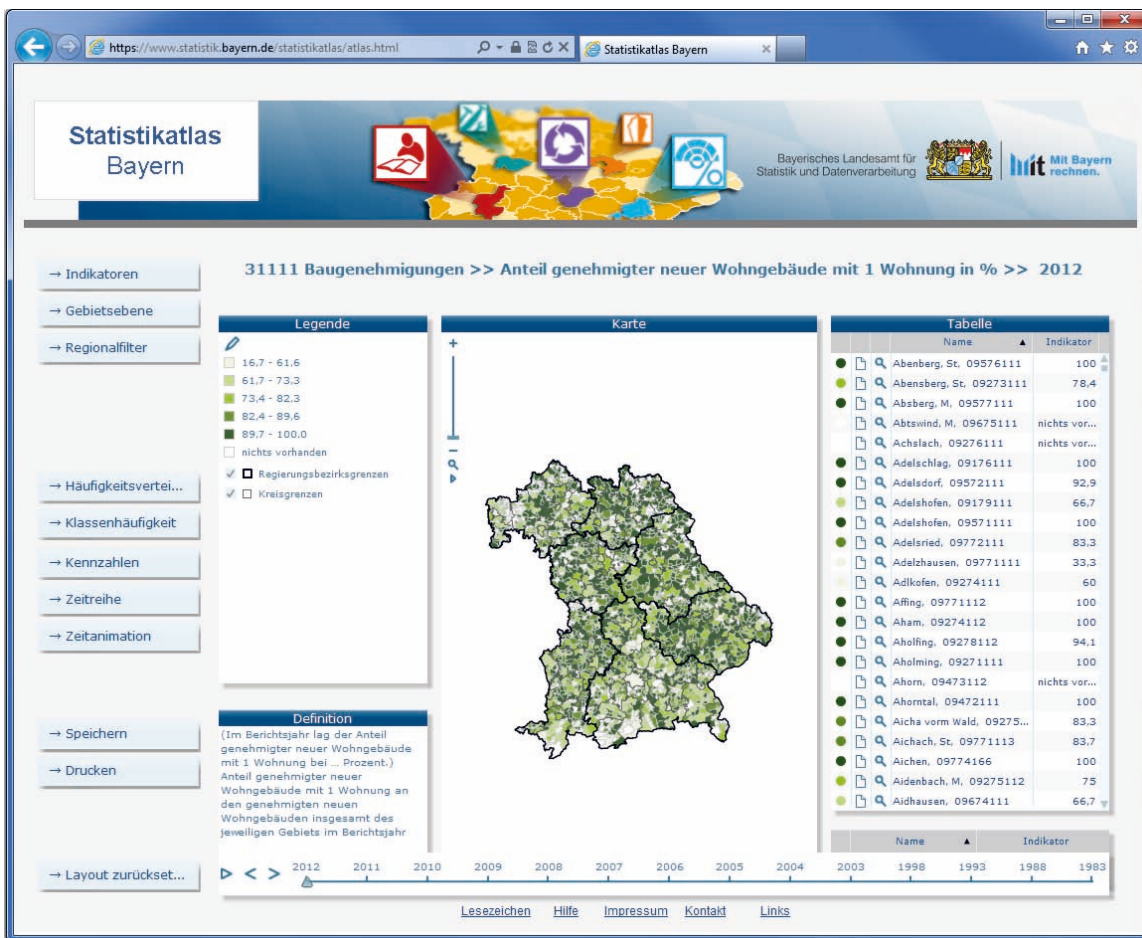 https://www.statistik.bayern.de/statistikatlas/atlas.html
Statistikatlas Bayern
Statistikatlas
Bayern
Bayerisches Landesamt für
Statistik und Datenverarbeitung
Mit Bayern
rechnen.
→ Indikatoren
→ Gebietsebene
→ Regionalfilter
→ Häufigkeitsvertei...
→ Klassenhäufigkeit
→ Kennzahlen
→ Zeitreihe
→ Zeitanimation
→ Speichern
→ Drucken
→ Layout zurückset...
31111 Baugenehmigungen >> Anteil genehmigter neuer Wohngebäude mit 1 Wohnung in % >> 2012
Legende
16,7 - 61,6
61,7 - 73,3
73,4 - 82,3
82,4 - 89,6
89,7 - 100,0
nichts vorhanden
Regierungsbezirksgrenzen
Kreisgrenzen
Definition
(Im Berichtsjahr lag der Anteil
genehmigter neuer Wohngebäude
mit 1 Wohnung bei ... Prozent.)
Anteil genehmigter neuer
Wohngebäude mit 1 Wohnung an
den genehmigten neuen
Wohngebäuden insgesamt des
jeweiligen Gebiets im Berichtsjahr
Karte
Tabelle
Name ▲ Indikator
Abenberg, St, 09576111 100
Abensberg, St, 09273111 78,4
Absberg, M, 09577111 100
Abtswind, M, 09675111 nichts vor...
Achslach, 09276111 nichts vor...
Adelschlag, 09176111 100
Adelsdorf, 09572111 92,9
Adelshofen, 09179111 66,7
Adelshofen, 09571111 100
Adelsried, 09772111 83,3
Adelzhausen, 09771111 33,3
Adlkofen, 09274111 60
Affing, 09771112 100
Aham, 09274112 100
Aholfing, 09278112 94,1
Aholming, 09271111 100
Ahorn, 09473112 nichts vor...
Ahorntal, 09472111 100
Aicha vorm Wald, 09275... 83,3
Aichach, St, 09771113 83,7
Aichen, 09774166 100
Aidenbach, M, 09275112 75
Aidhausen, 09674111 66,7
Name ▲ Indikator
2012 2011 2010 2009 2008 2007 2006 2005 2004 2003 1998 1993 1988 1983
Lesezeichen Hilfe Impressum Kontakt Links